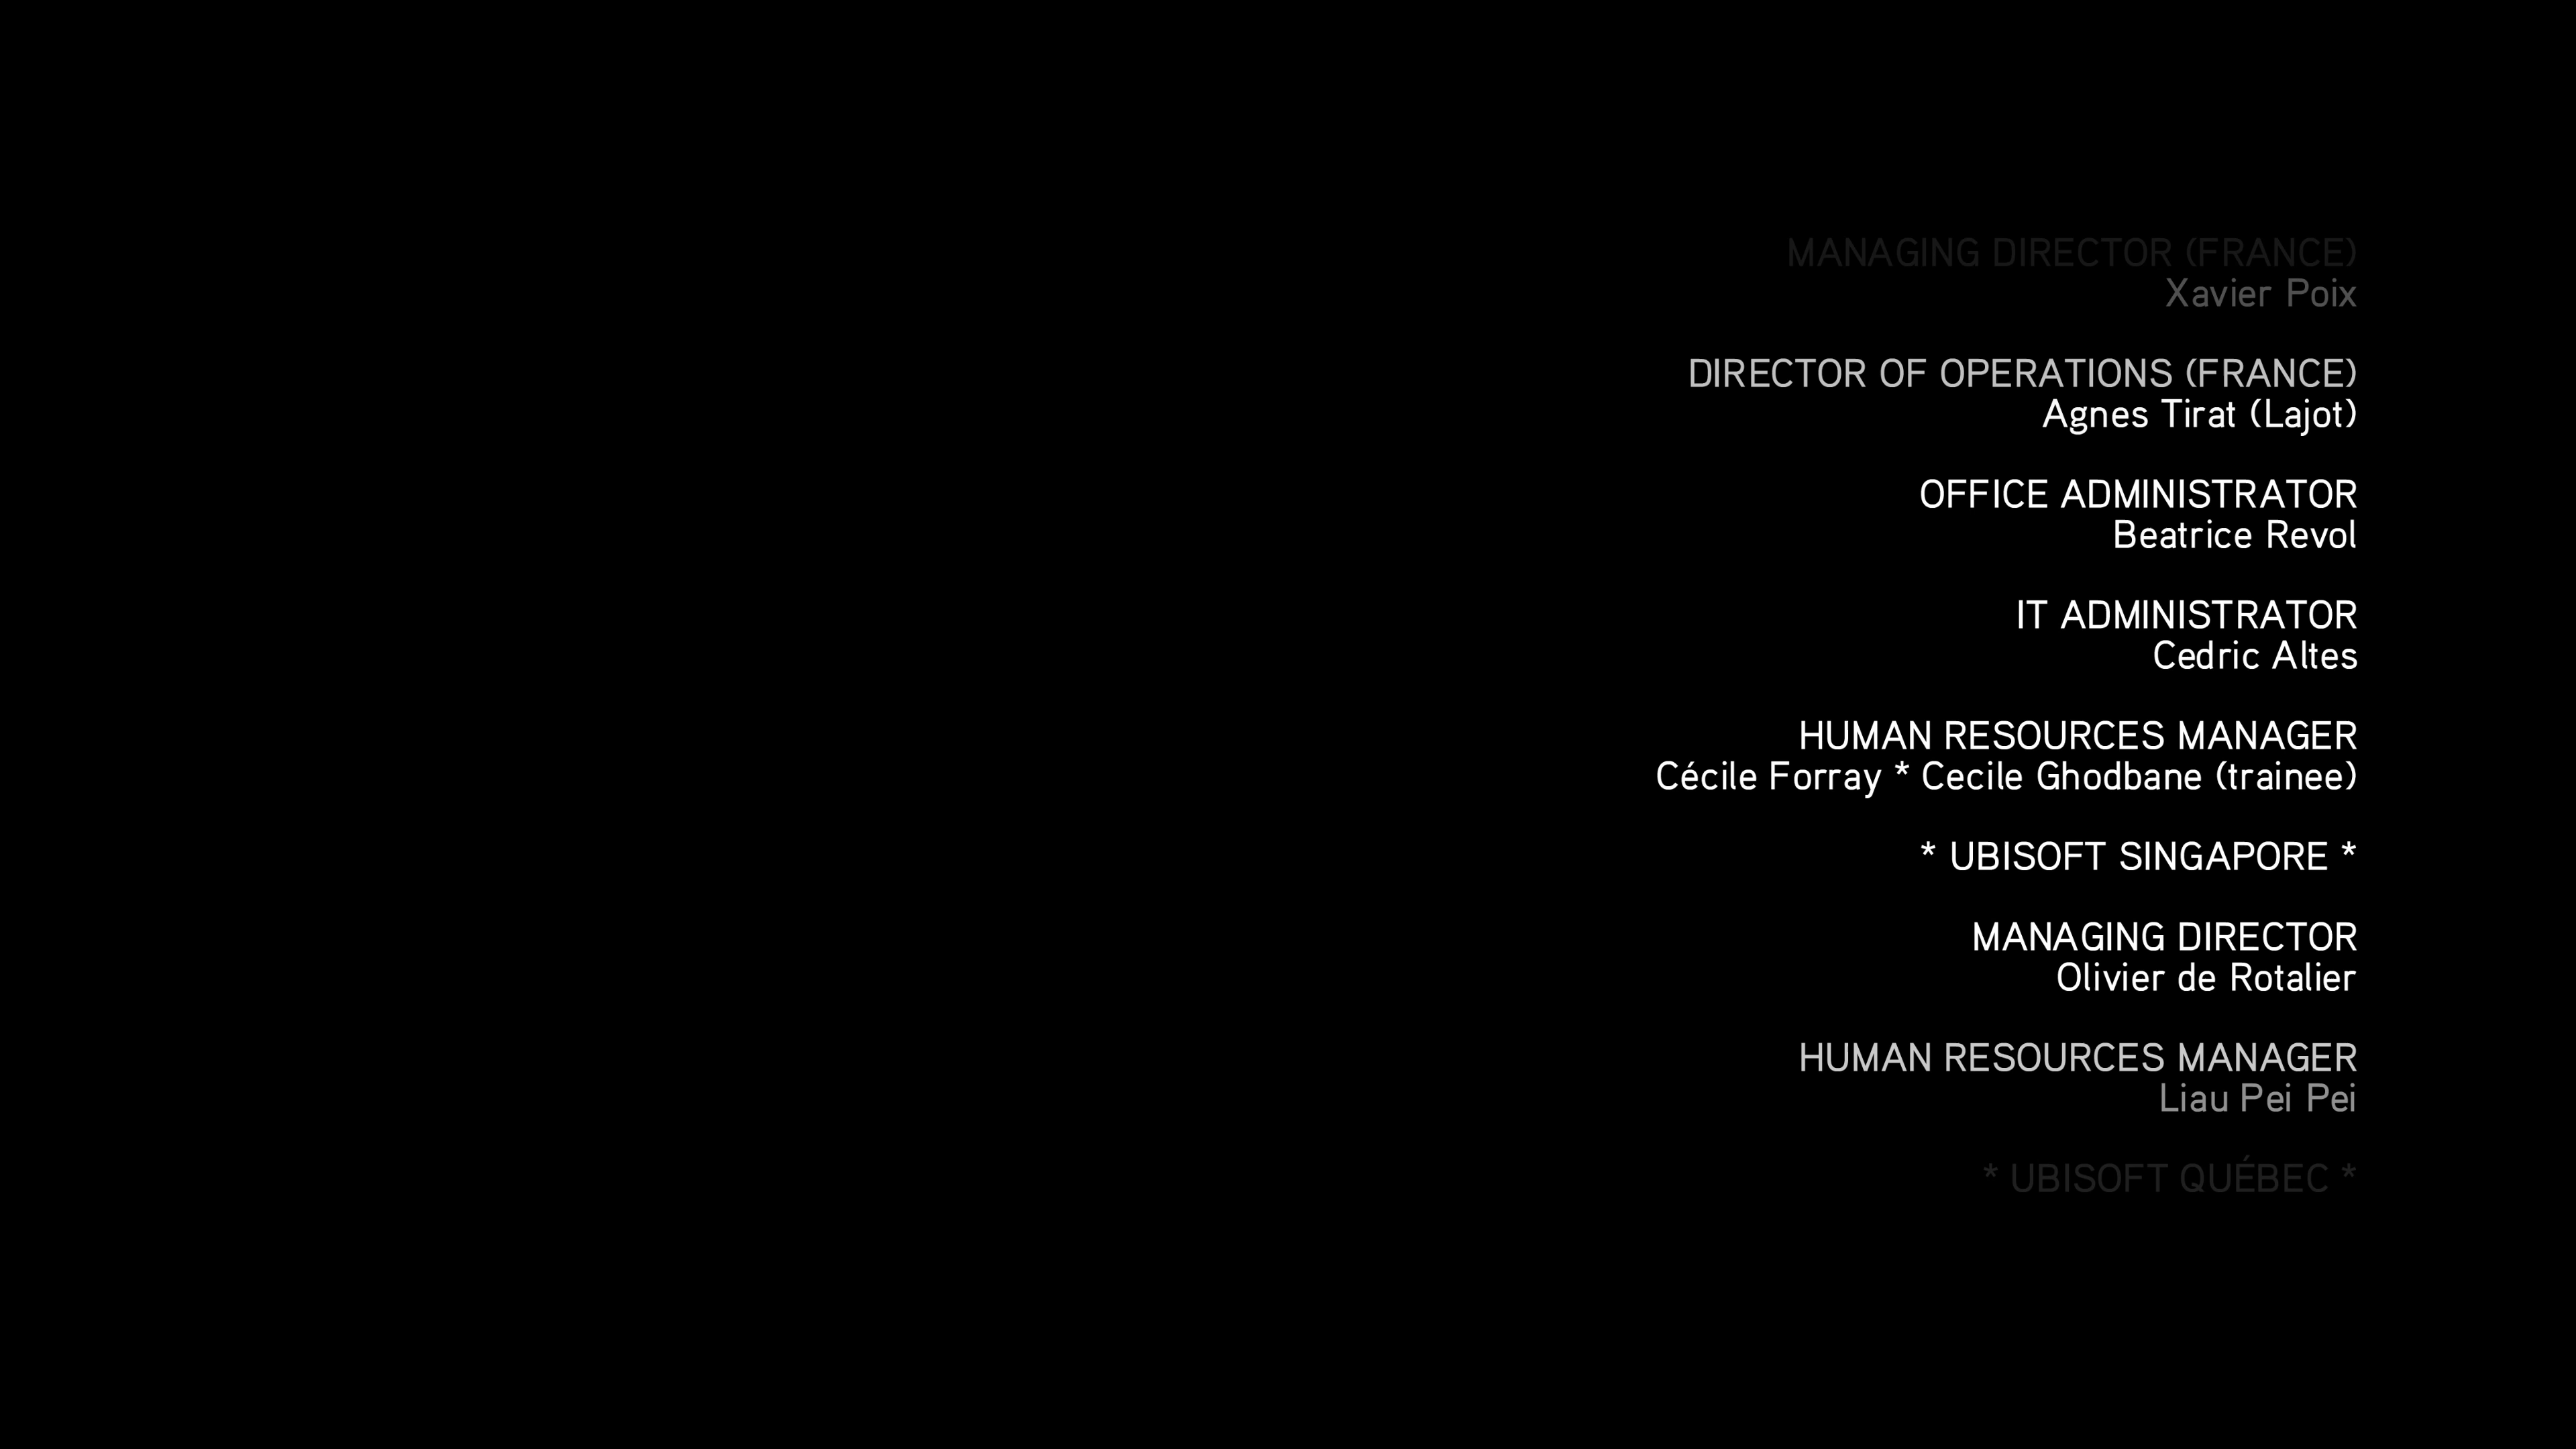 MANAGING DIRECTOR (FRANCE)
Xavier Poix
DIRECTOR OF OPERATIONS (FRANCE)
Agnes Tirat (Lajot)
OFFICE ADMINISTRATOR
Beatrice Revol
IT ADMINISTRATOR
Cedric Altes
HUMAN RESOURCES MANAGER
Cécile Forray * Cecile Ghodbane (trainee)
* UBISOFT SINGAPORE *
MANAGING DIRECTOR
Olivier de Rotalier
HUMAN RESOURCES MANAGER
Liau Pei Pei
* UBISOFT QUÉBEC *